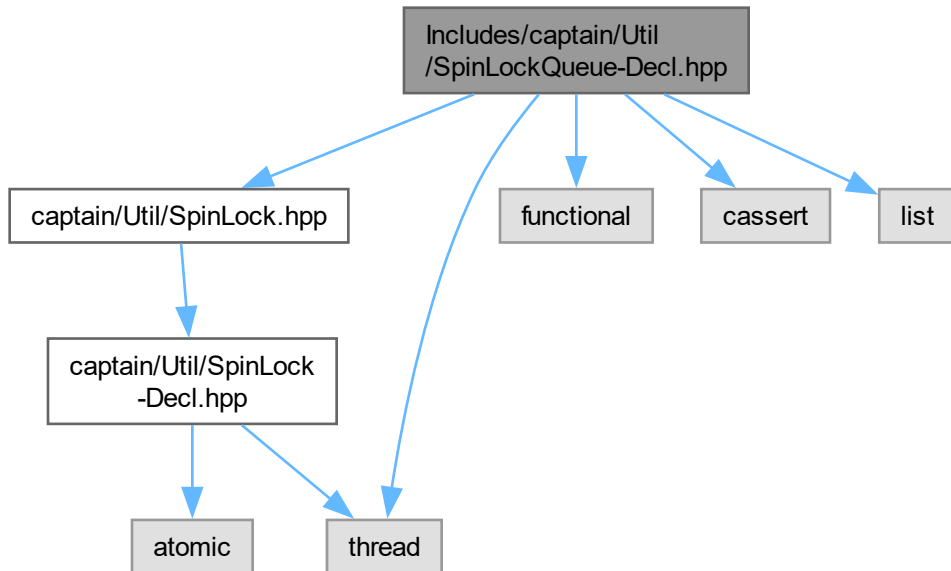 Includes/captain/Util
/SpinLockQueue-Decl.hpp
captain/Util/SpinLock.hpp
functional
cassert
list
captain/Util/SpinLock
-Decl.hpp
atomic
thread